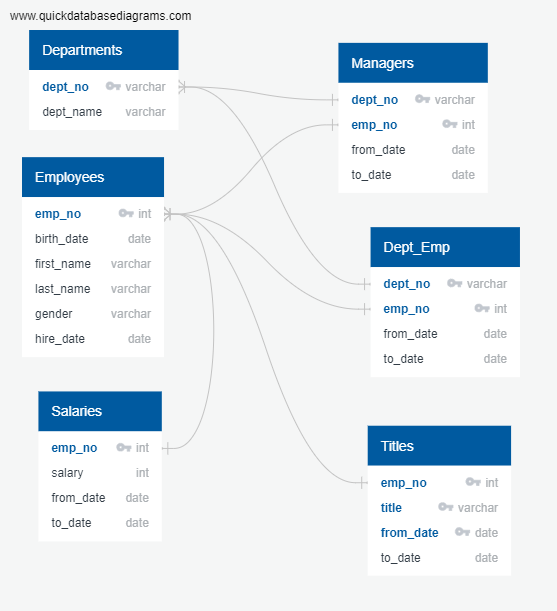 www.quickdatabasediagrams.com
Departments
dept_no varchar
dept_name varchar
Managers
dept_no varchar
emp_no int
from_date date
to_date date
Employees
emp_no int
birth_date date
first_name varchar
last_name varchar
gender varchar
hire_date date
Dept_Emp
dept_no varchar
emp_no int
from_date date
to_date date
Salaries
emp_no int
salary int
from_date date
to_date date
Titles
emp_no int
title varchar
from_date date
to_date date